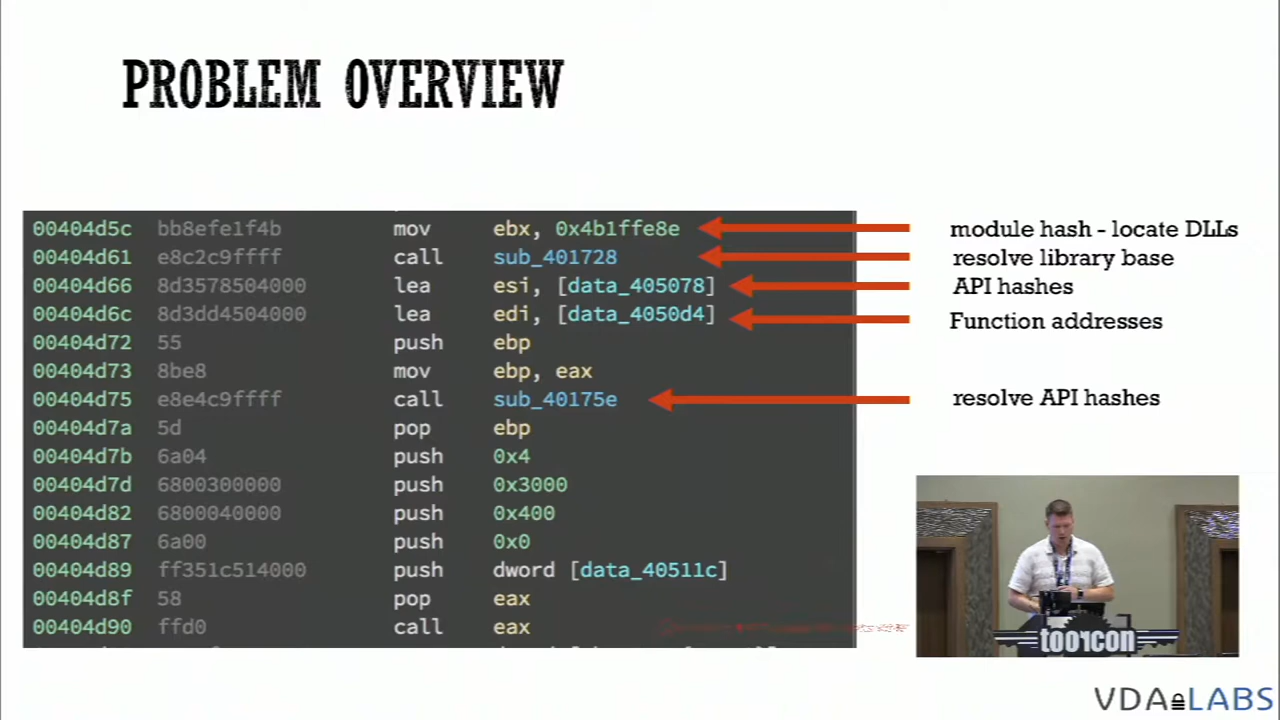 PROBLEM OVERVIEW
00404d5c bb8efe1f4b mov ebx, 0x4b1ffe8e module hash - locate DLLs
00404d61 e8c2c9ffff call sub_401728 resolve library base
00404d66 8d3578504000 lea esi, [data_405078] API hashes
00404d6c 8d3dd4504000 lea edi, [data_4050d4] Function addresses
00404d72 55 push ebp
00404d73 8be8 mov ebp, eax
00404d75 e8e4c9ffff call sub_40175e resolve API hashes
00404d7a 5d pop ebp
00404d7b 6a04 push 0x4
00404d7d 6800300000 push 0x3000
00404d82 6800040000 push 0x400
00404d87 6a00 push 0x0
00404d89 ff351c514000 push dword [data_40511c]
00404d8f 58 pop eax
00404d90 ffd0 call eax
toorcon
VDA LABS